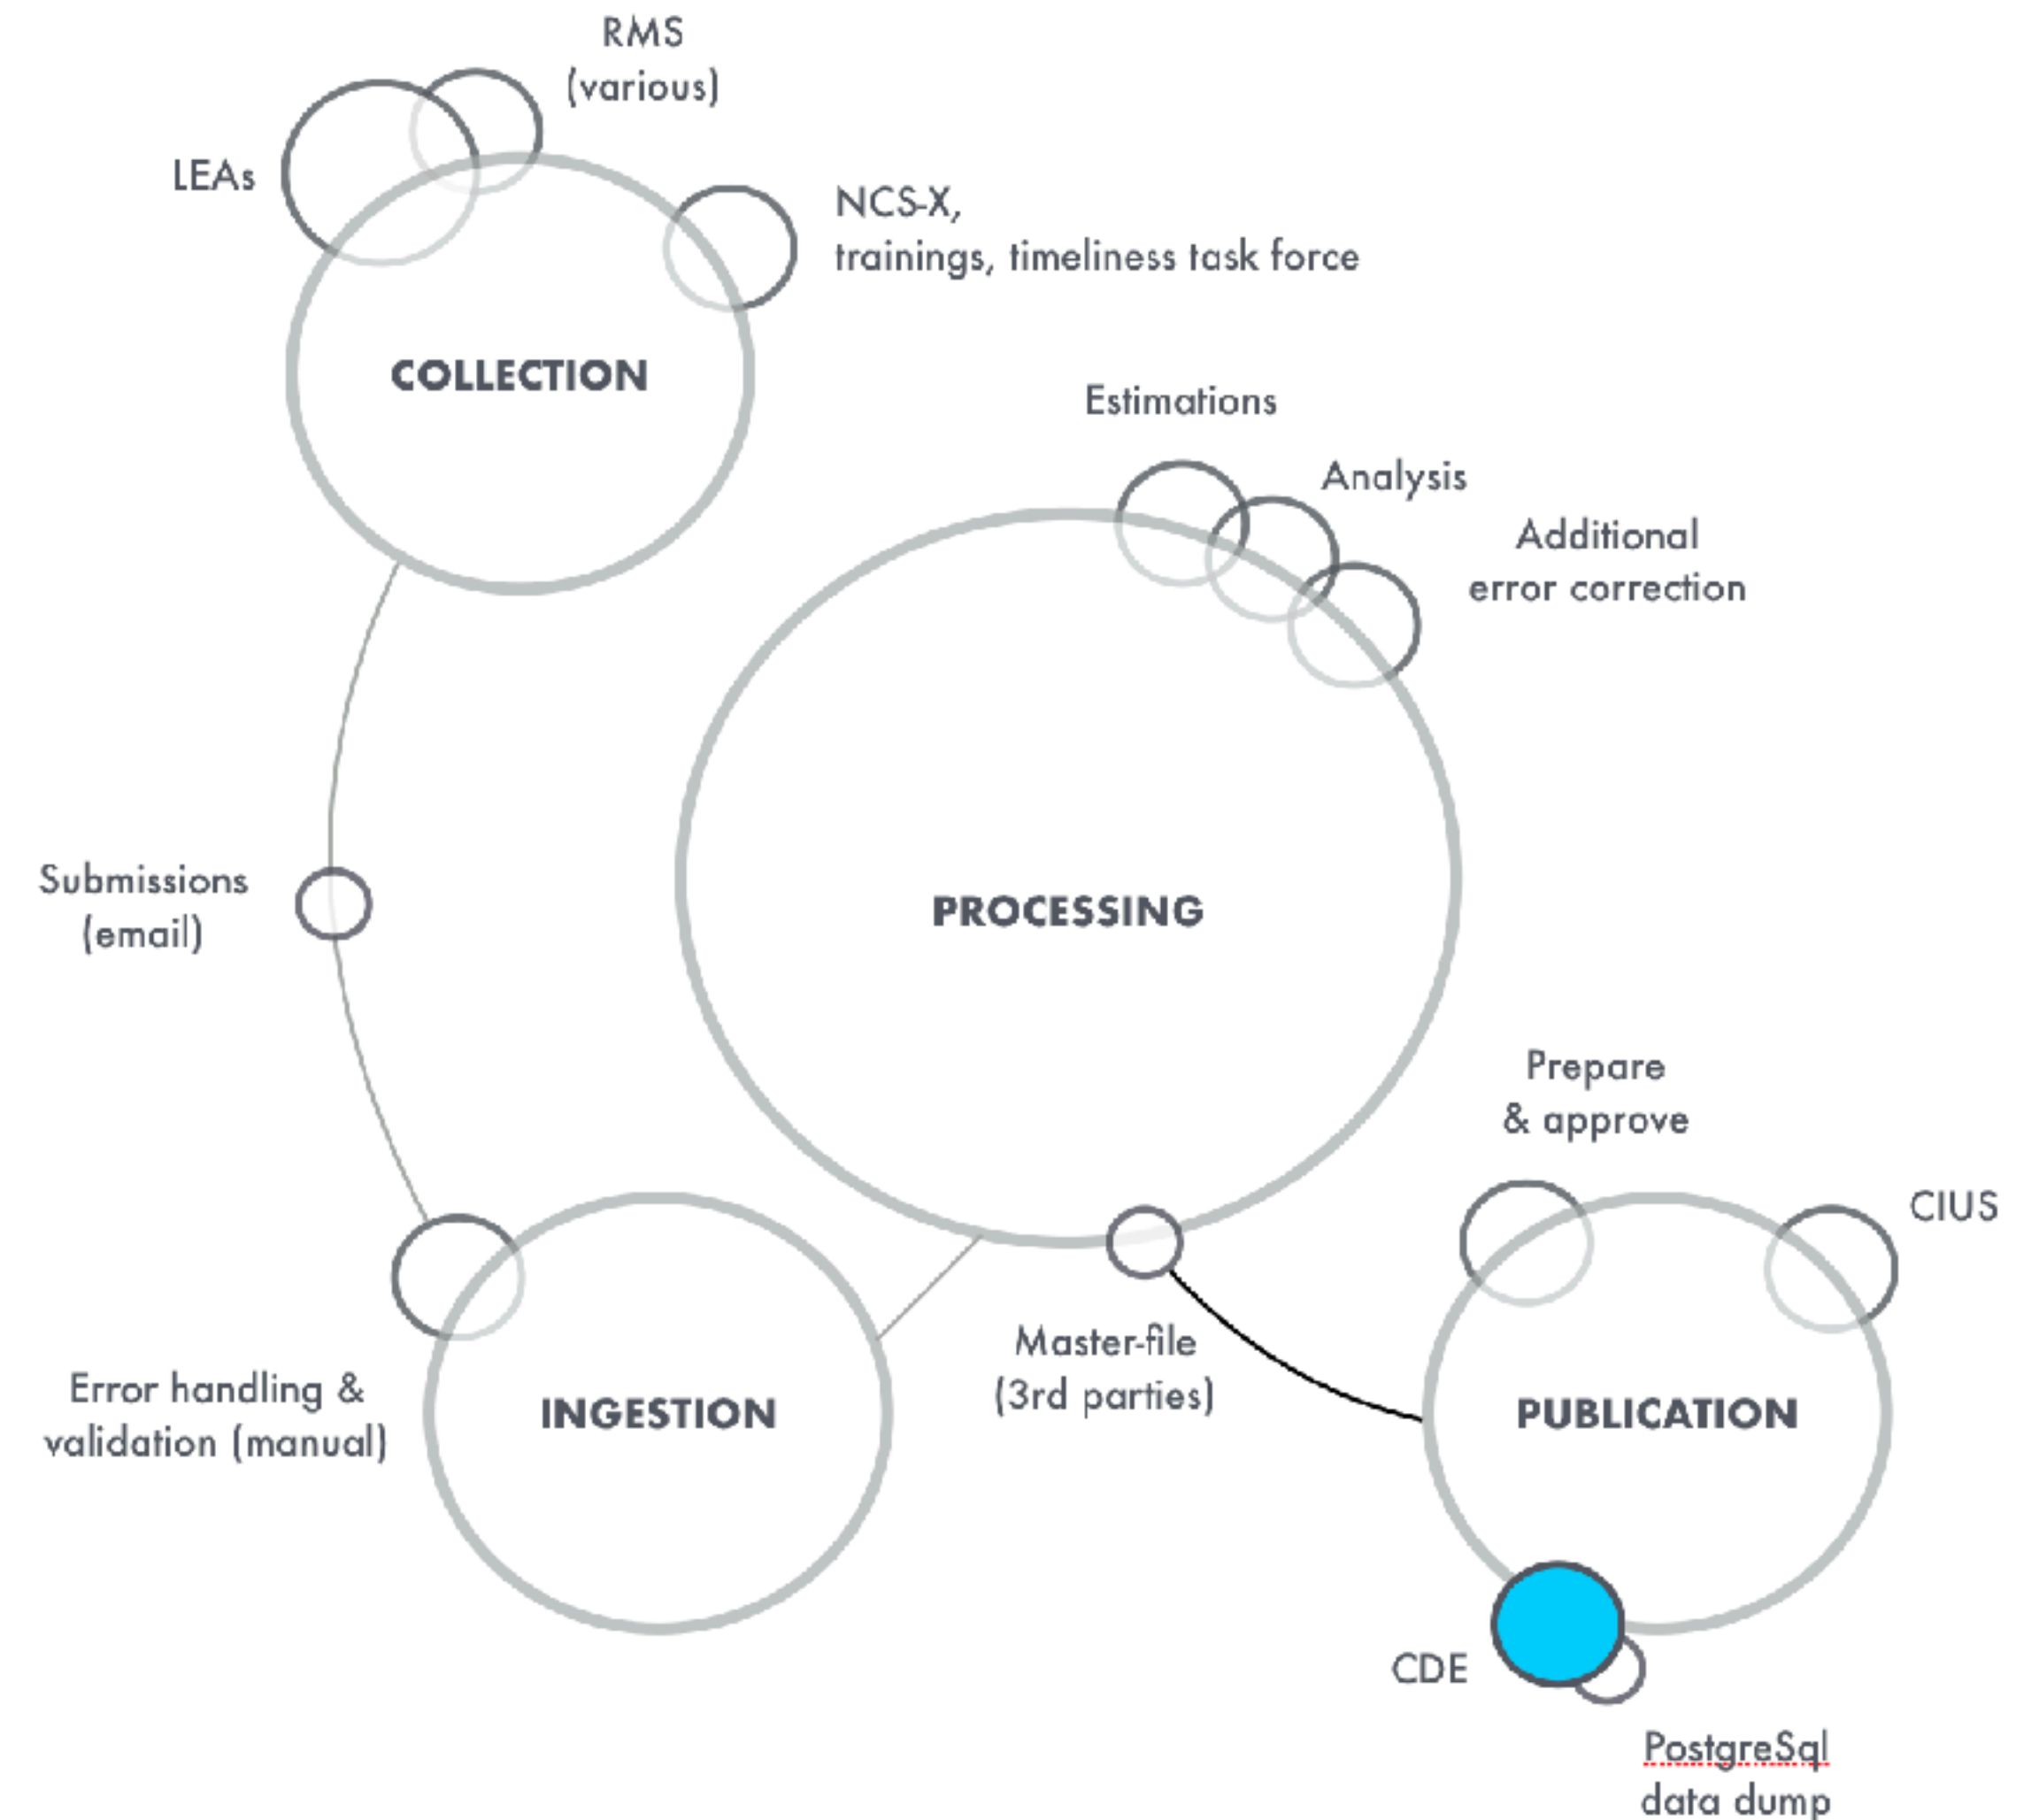 RMS
(various)
LEAs
NCS-X,
trainings, timeliness task force
COLLECTION
Estimations
Analysis
Additional
error correction
Submissions
(email)
PROCESSING
Prepare
& approve
CIUS
Error handling &
validation (manual)
INGESTION
Master-file
(3rd parties)
PUBLICATION
CDE
PostgreSql
data dump